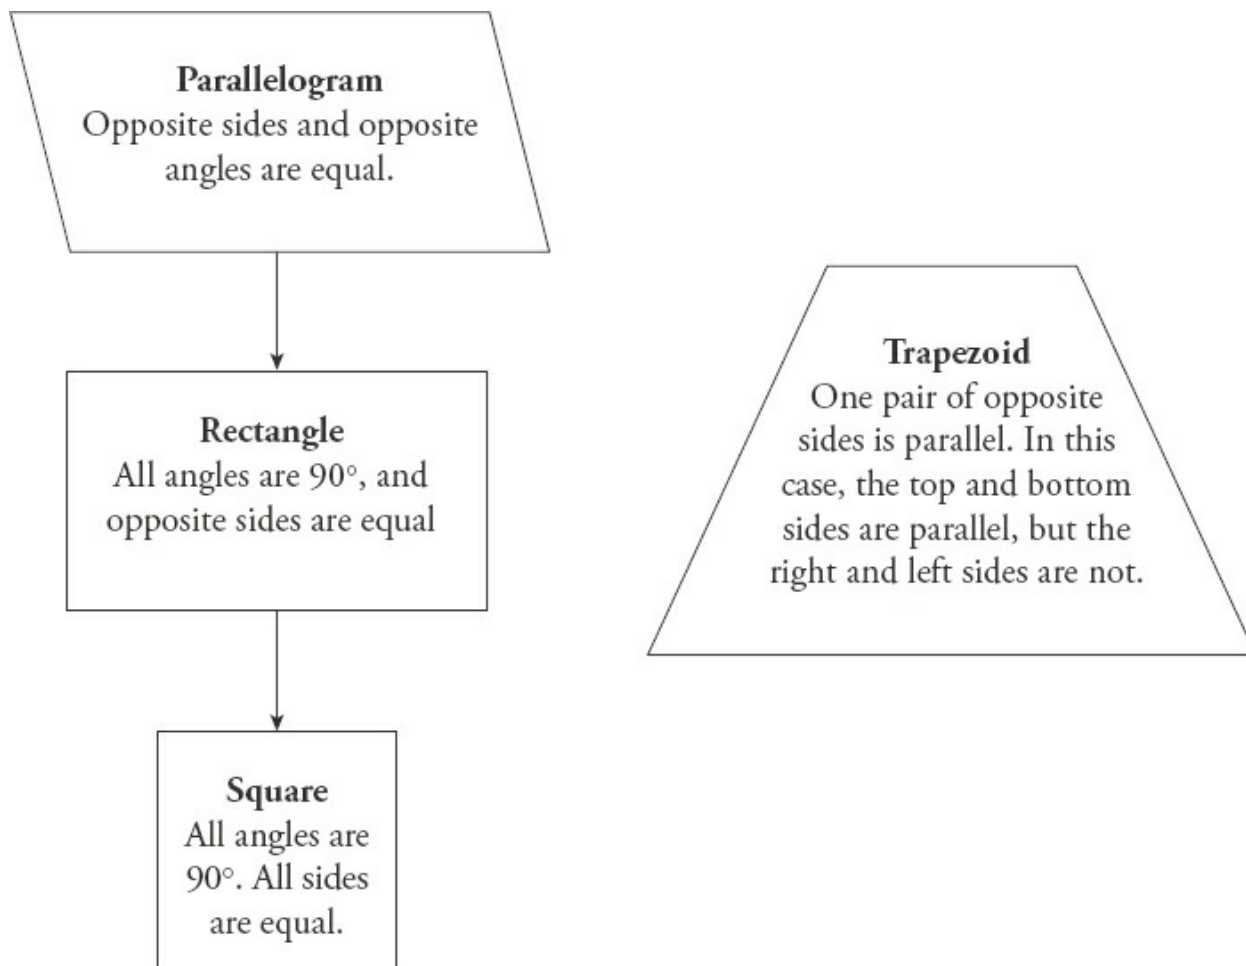 Parallelogram
Opposite sides and opposite
angles are equal.
Rectangle
All angles are 90°, and
opposite sides are equal
Square
All angles are
90°. All sides
are equal.
Trapezoid
One pair of opposite
sides is parallel. In this
case, the top and bottom
sides are parallel, but the
right and left sides are not.